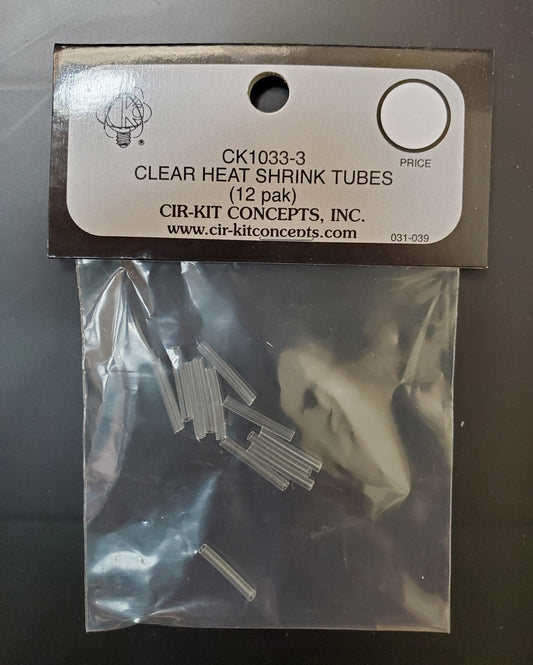 CK1033-3
CLEAR HEAT SHRINK TUBES
(12 pak)
CIR-KIT CONCEPTS, INC.
www.cir-kitconcepts.com
PRICE
031-039
CKC
®